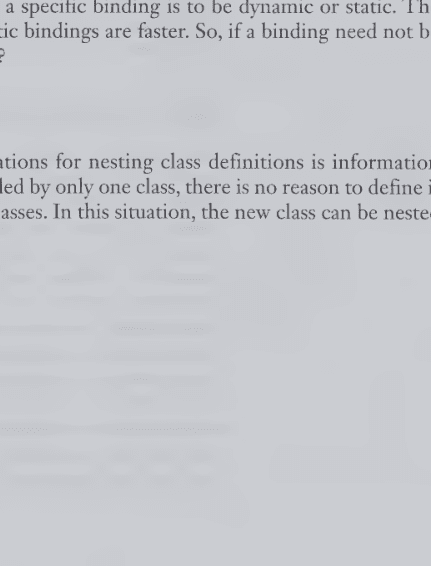 a specific binding is to be dynamic or static. Th
tic bindings are faster. So, if a binding need not b
?
ations for nesting class definitions is information
led by only one class, there is no reason to define i
asses. In this situation, the new class can be nested